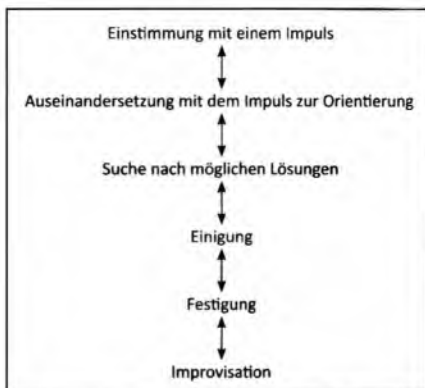 Einstimmung mit einem Impuls
Auseinandersetzung mit dem Impuls zur Orientierung
Suche nach möglichen Lösungen
Einigung
Festigung
Improvisation